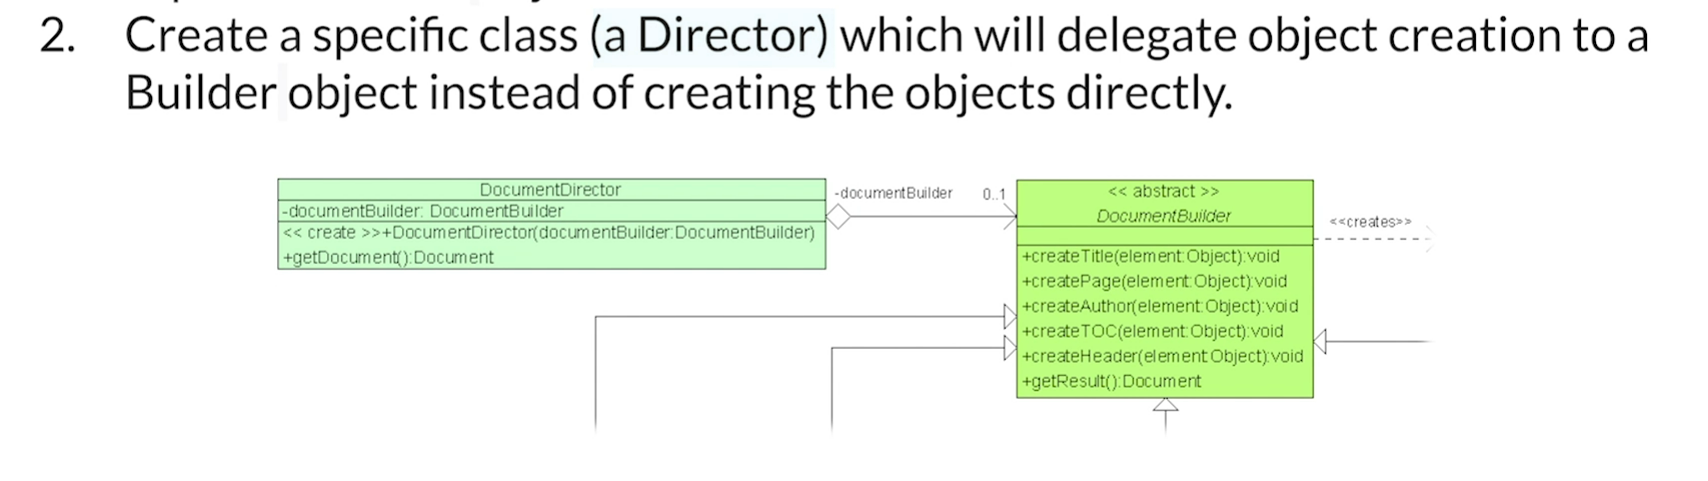 2. Create a specific class (a Director) which will delegate object creation to a
Builder object instead of creating the objects directly.
DocumentDirector
-documentBuilder: DocumentBuilder
<< create >>+DocumentDirector(documentBuilder:DocumentBuilder)
+getDocument():Document
-documentBuilder 0..1
<< abstract >>
DocumentBuilder
+createTitle(element:Object):void
+createPage(element:Object):void
+createAuthor(element:Object):void
+createTOC(element:Object):void
+createHeader(element:Object):void
+getResult():Document
<<creates>>